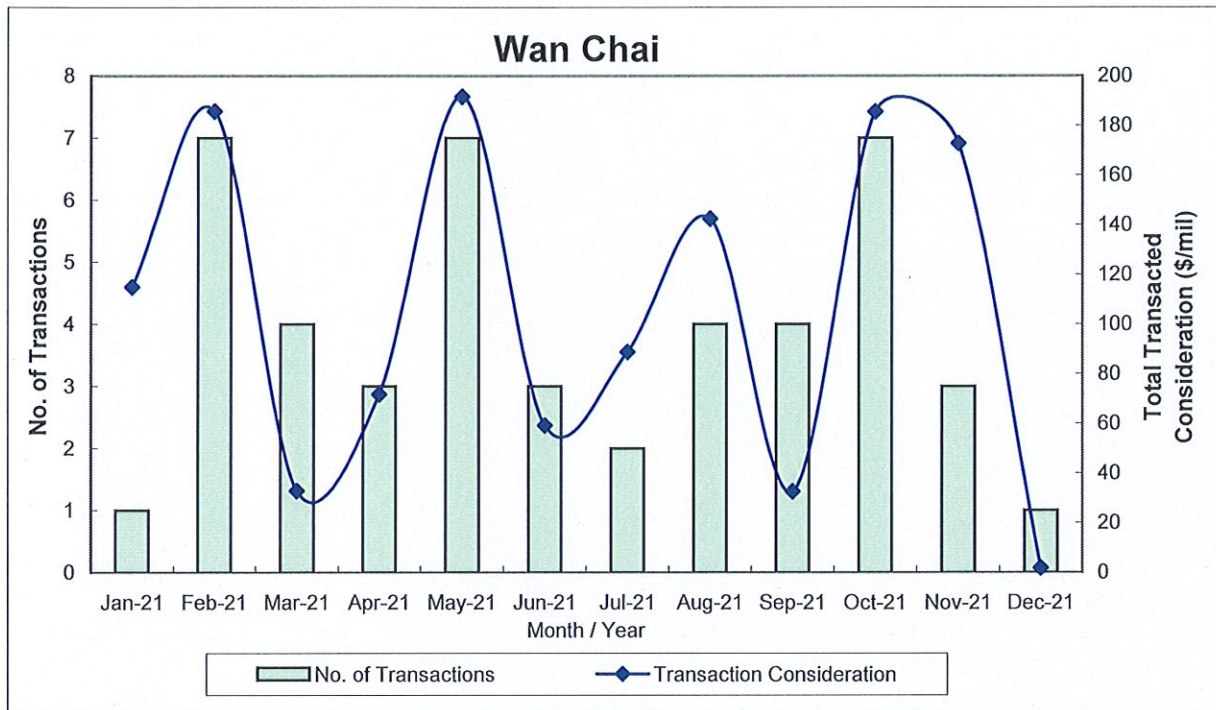 Wan Chai
8
7
6
5
4
3
2
1
0
No. of Transactions
200
180
160
140
120
100
80
60
40
20
0
Total Transacted
Consideration ($/mil)
Jan-21 Feb-21 Mar-21 Apr-21 May-21 Jun-21 Jul-21 Aug-21 Sep-21 Oct-21 Nov-21 Dec-21
Month / Year
No. of Transactions Transaction Consideration